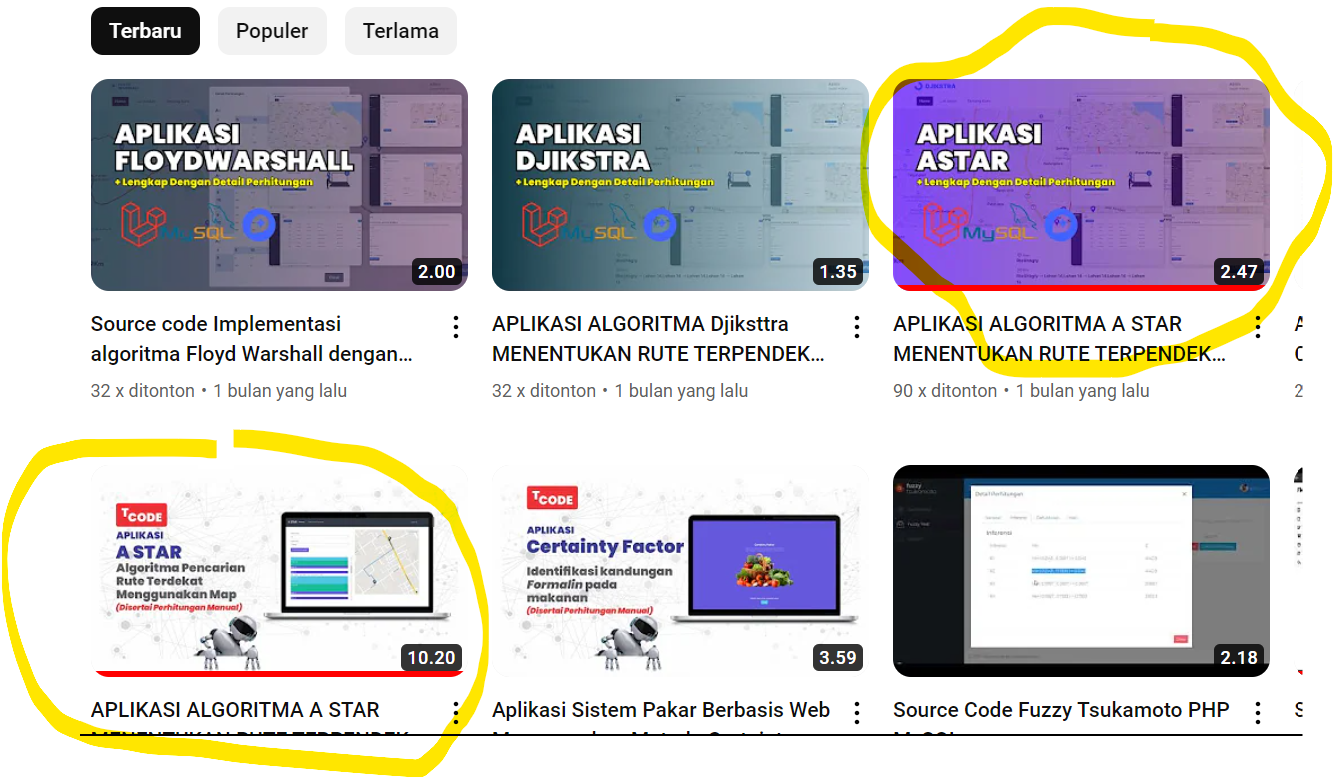 Terbaru
Populer
Terlama
APLIKASI
FLOYDWARSHALL
+ Lengkap Dengan Detail Perhitungan
MySQL
2.00
APLIKASI
DJIKSTRA
+ Lengkap Dengan Detail Perhitungan
MySQL
1.35
DJIKSTRA
APLIKASI
ASTAR
+ Lengkap Dengan Detail Perhitungan
MySQL
2.47
Source code Implementasi
algoritma Floyd Warshall dengan...
32 x ditonton • 1 bulan yang lalu
APLIKASI ALGORITMA Djiksttra
MENENTUKAN RUTE TERPENDEK...
32 x ditonton • 1 bulan yang lalu
APLIKASI ALGORITMA A STAR
MENENTUKAN RUTE TERPENDEK...
90 x ditonton • 1 bulan yang lalu
TCODE
APLIKASI
A STAR
Algoritma Pencarian
Rute Terdekat
Menggunakan Map
(Disertai Perhitungan Manual)
10.20
TCODE
APLIKASI
Certainty Factor
Identifikasi kandungan
Formalin pada
makanan
(Disertai Perhitungan Manual)
3.59
fuzzy
TSUKAMOTO
Detail Perhitungan
Inferensi
2.18
APLIKASI ALGORITMA A STAR
MENENTUKAN RUTE TERPENDEK
Aplikasi Sistem Pakar Berbasis Web
Source Code Fuzzy Tsukamoto PHP
MySQL